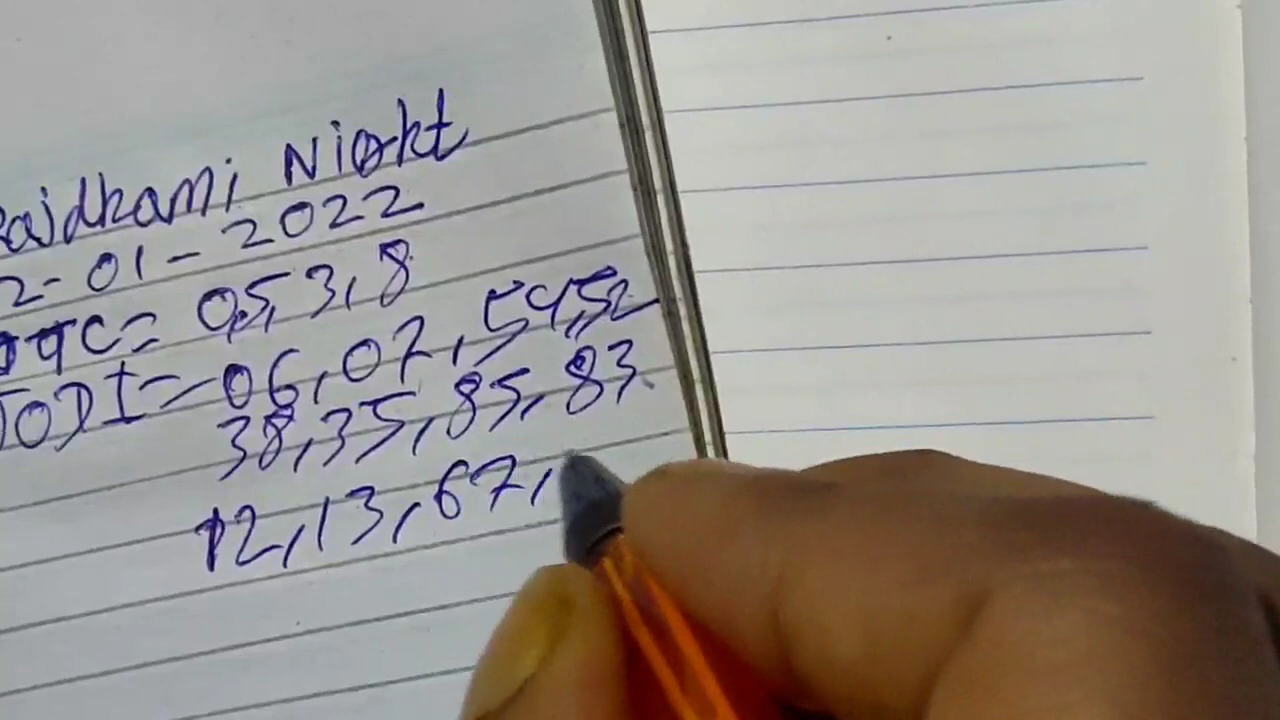 Rajdhami Night
2-01-2022
OTC= 0,5,3,8
JODI=-06,07,54,52
38,35,85,83
12,13,67,